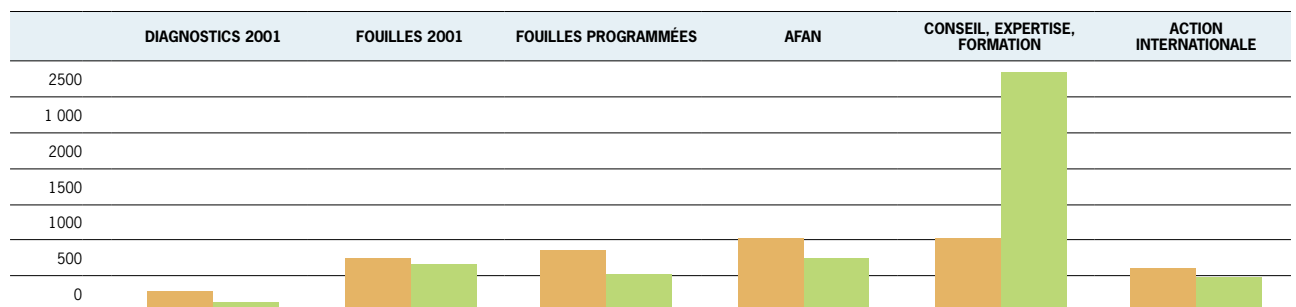 DIAGNOSTICS 2001 FOUILLES 2001 FOUILLES PROGRAMMÉES AFAN CONSEIL, EXPERTISE,
FORMATION ACTION
INTERNATIONALE
2500
1 000
2000
1500
1000
500
0